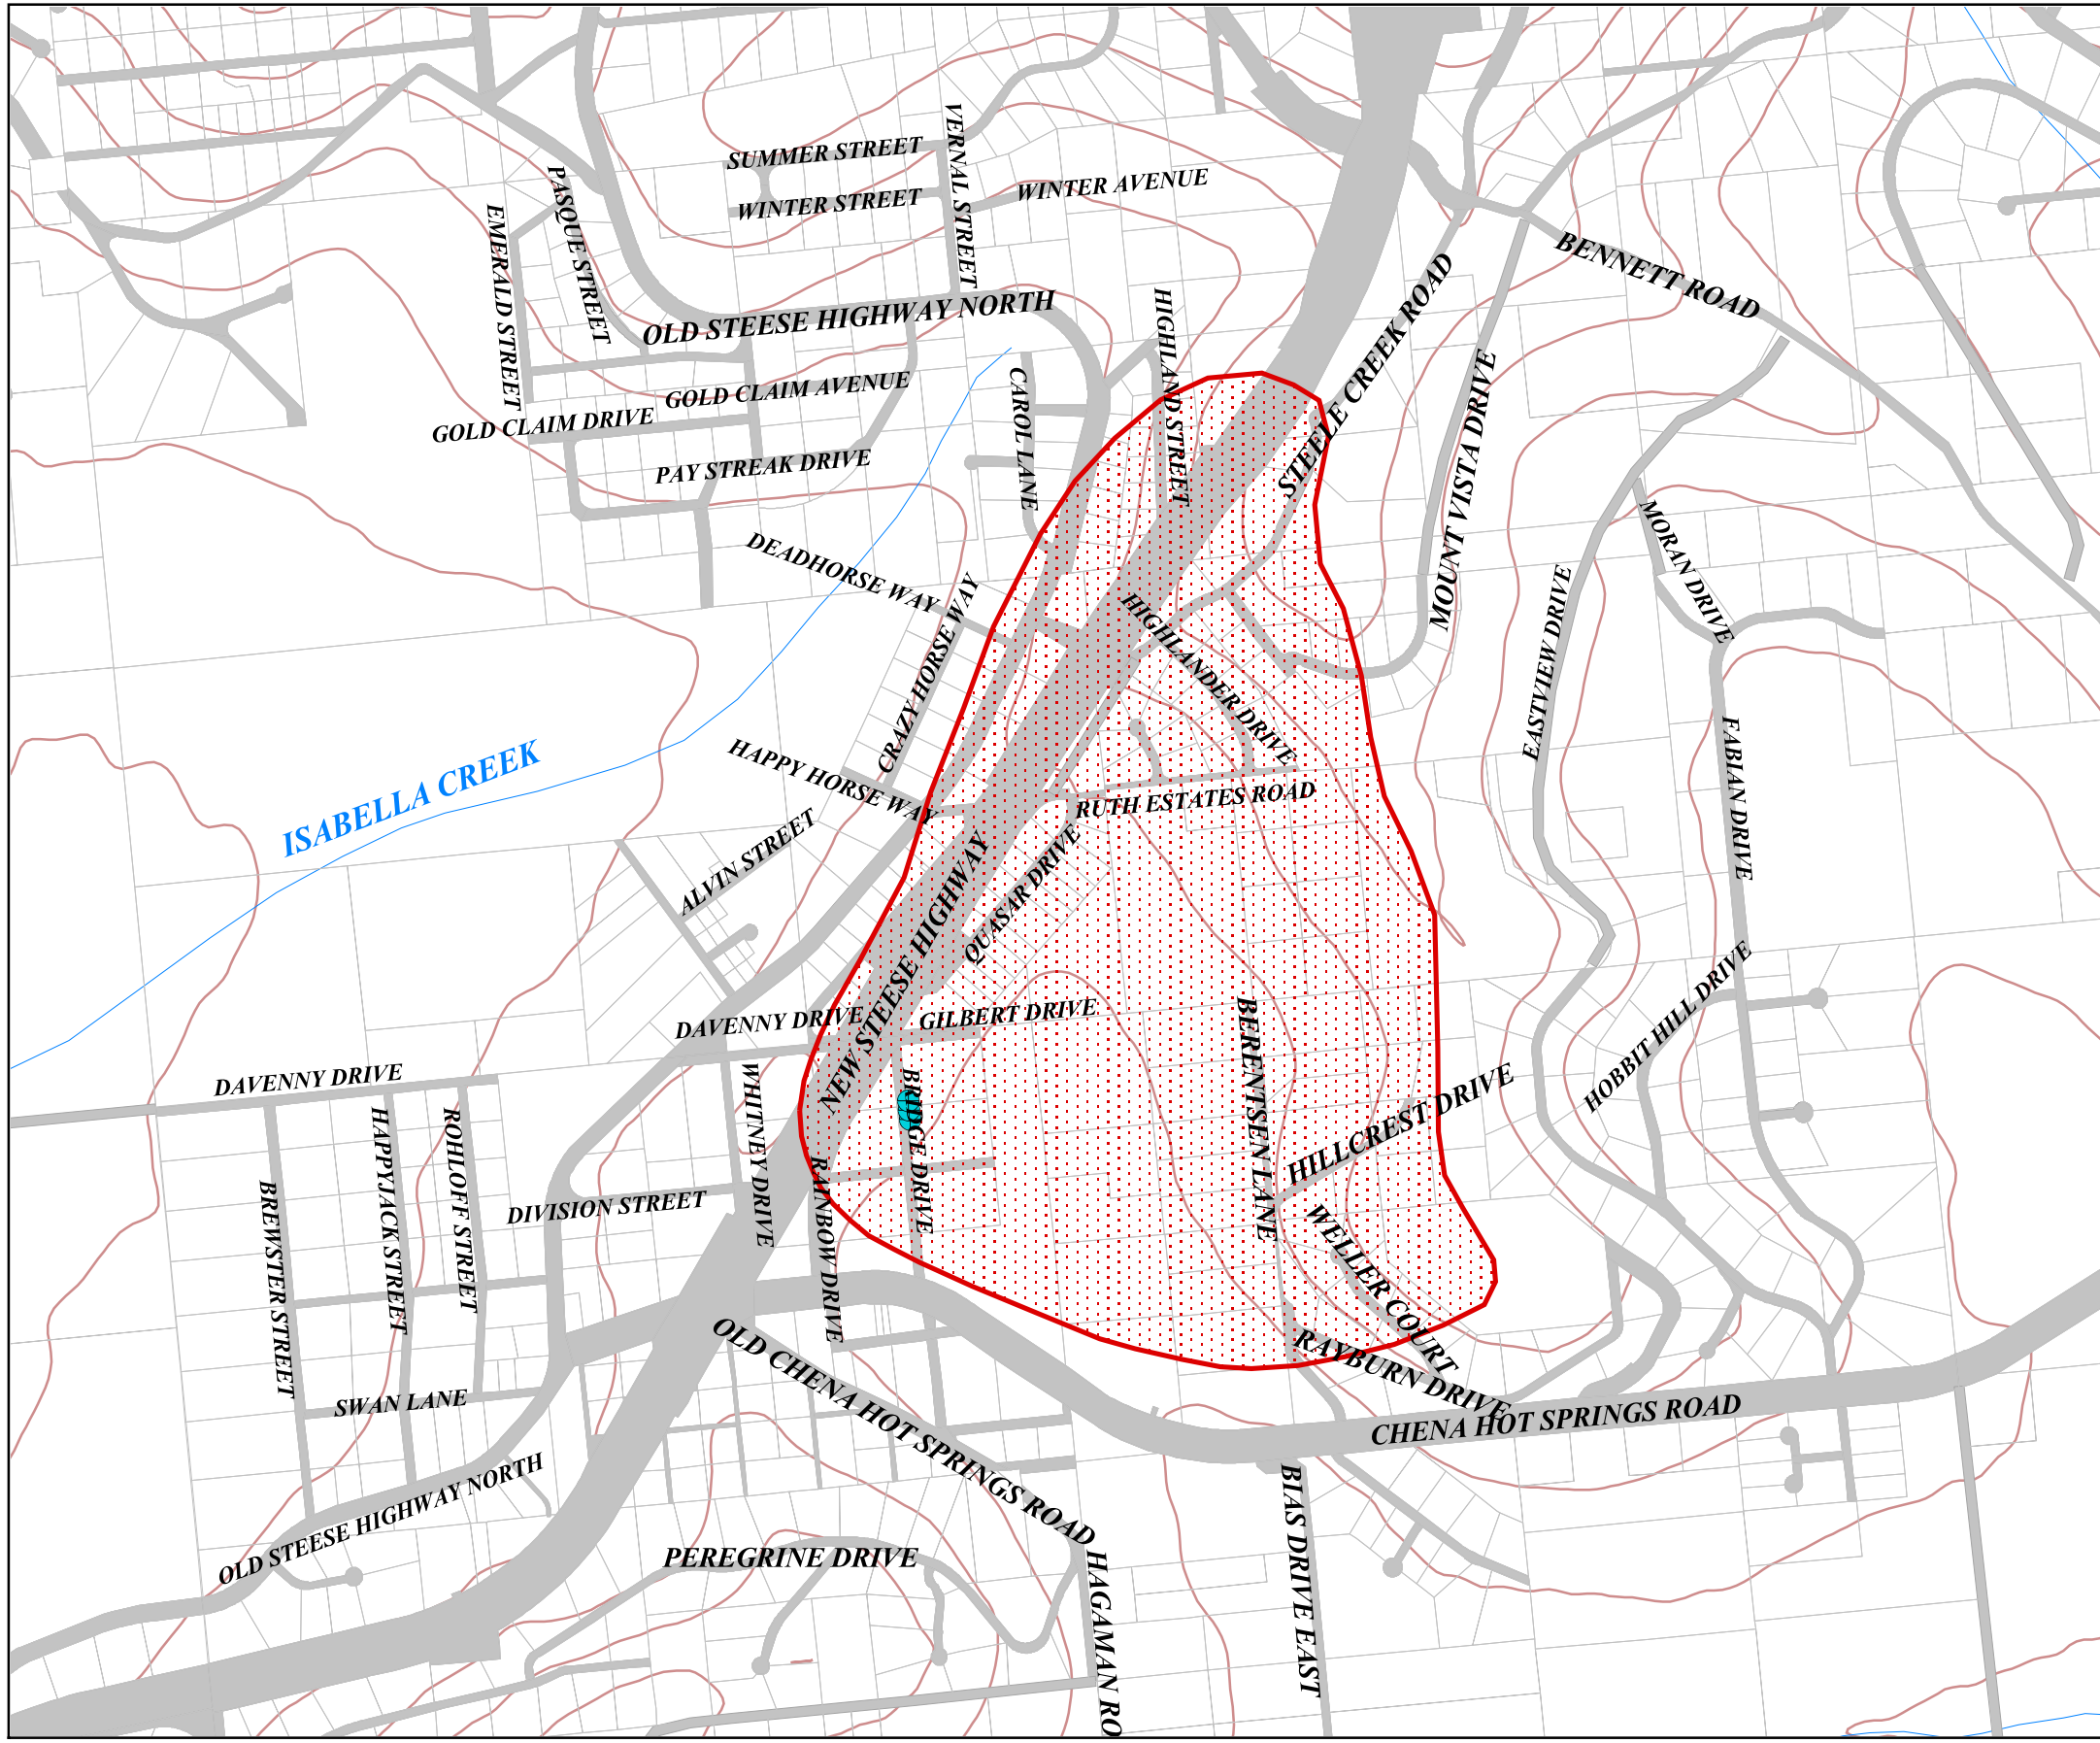 SUMMER STREET
VERNAL STREET
WINTER STREET
WINTER AVENUE
PASQUE STREET
EMERALD STREET
OLD STEESE HIGHWAY NORTH
BENNETT ROAD
STEELE CREEK ROAD
HIGHLAND STREET
MOUNT VISTA DRIVE
CAROL LANE
GOLD CLAIM AVENUE
GOLD CLAIM DRIVE
PAY STREAK DRIVE
DEADHORSE WAY
CRAZY HORSE WAY
HIGHLANDER DRIVE
MORAN DRIVE
EASTVIEW DRIVE
FABIAN DRIVE
ISABELLA CREEK
HAPPY HORSE WAY
RUTH ESTATES ROAD
ALVIN STREET
NEW STEESE HIGHWAY
QUASAR DRIVE
HOBBIT HILL DRIVE
DAVENNY DRIVE
GILBERT DRIVE
BERENTSEN LANE
DAVENNY DRIVE
WHITNEY DRIVE
BRIDGE DRIVE
HILLCREST DRIVE
HAPPYJACK STREET
ROHLOFF STREET
BREWSTER STREET
DIVISION STREET
RAINBOW DRIVE
WELLER COURT
OLD CHENA HOT SPRINGS ROAD
RAYBURN DRIVE
CHENA HOT SPRINGS ROAD
SWAN LANE
OLD STEESE HIGHWAY NORTH
PEREGRINE DRIVE
HAGAMAN RO
BIAS DRIVE EAST